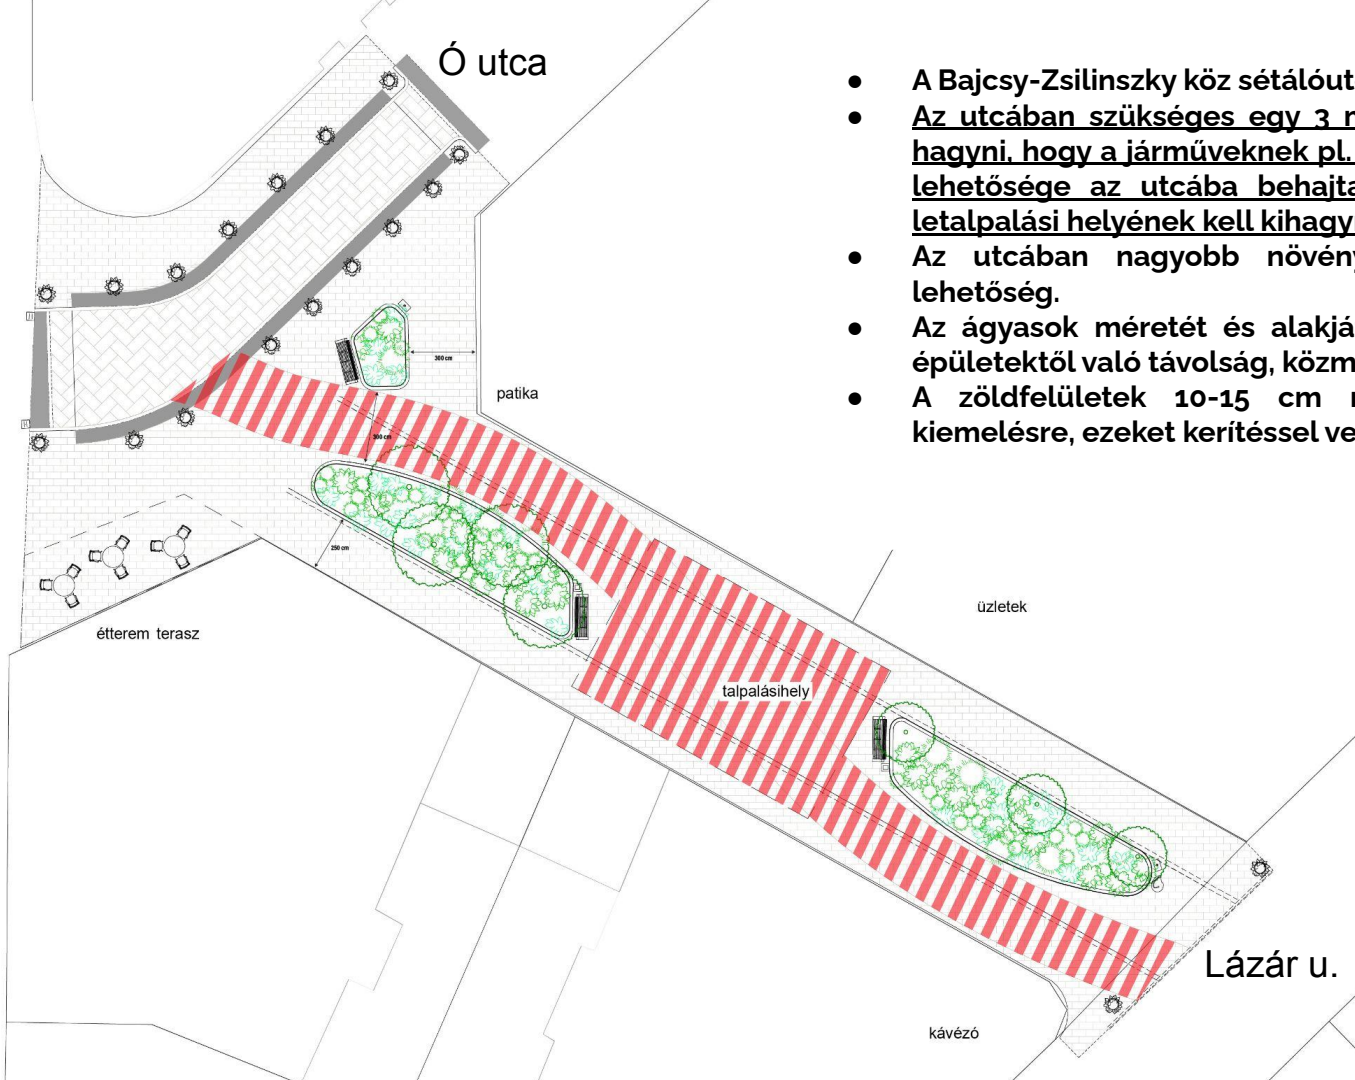 Ó utca
● A Bajcsy-Zsilinszky köz sétálóut
● Az utcában szükséges egy 3
hagyni, hogy a járműveknek pl.
lehetősége az utcába behajta
letalpalási helyének kell kihagy
● Az utcában nagyobb növény
lehetőség.
● Az ágyasok méretét és alakjá
épületektől való távolság, közm
● A zöldfelületek 10-15 cm
kiemelésre, ezeket kerítéssel ve
300 cm
patika
300 cm
250 cm
étterem terasz
üzletek
talpalásihely
Lázár u.
kávézó